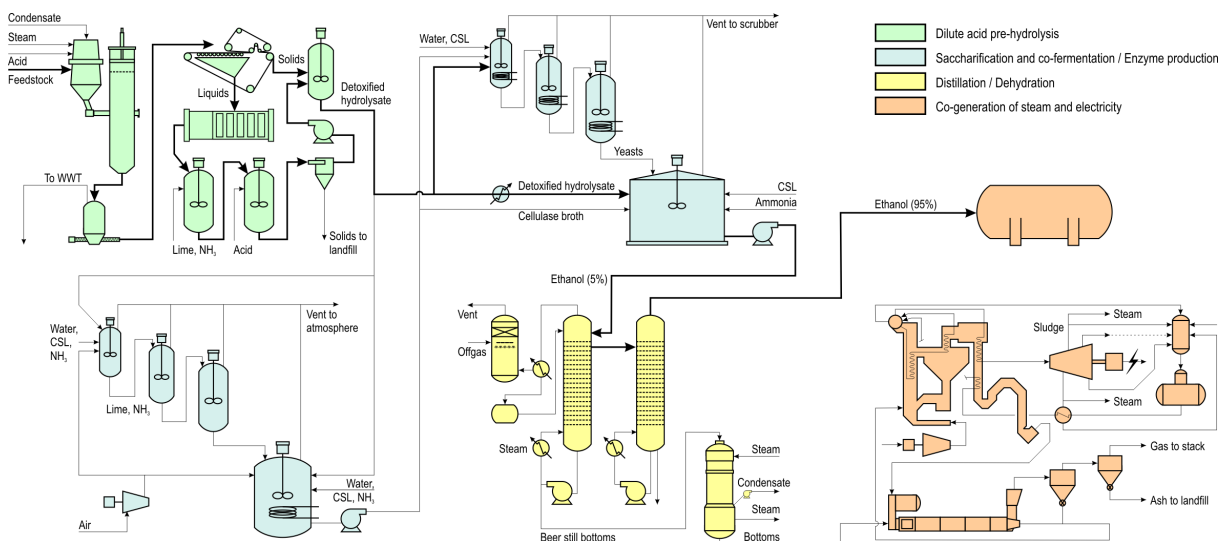 Condensate
Steam
Acid
Feedstock
Solids
Liquids
Detoxified
hydrolysate
To WWT
Lime, NH₃
Acid
Solids to
landfill
Water, CSL
Vent to scrubber
Yeasts
Detoxified hydrolysate
Cellulase broth
CSL
Ammonia
Dilute acid pre-hydrolysis
Saccharification and co-fermentation / Enzyme production
Distillation / Dehydration
Co-generation of steam and electricity
Ethanol (95%)
Ethanol (5%)
Vent to
atmosphere
Water,
CSL,
NH₃
Lime, NH₃
Water,
CSL, NH₃
Air
Vent
Offgas
Steam
Beer still bottoms
Steam
Condensate
Steam
Bottoms
Sludge
Steam
Steam
Gas to stack
Ash to landfill